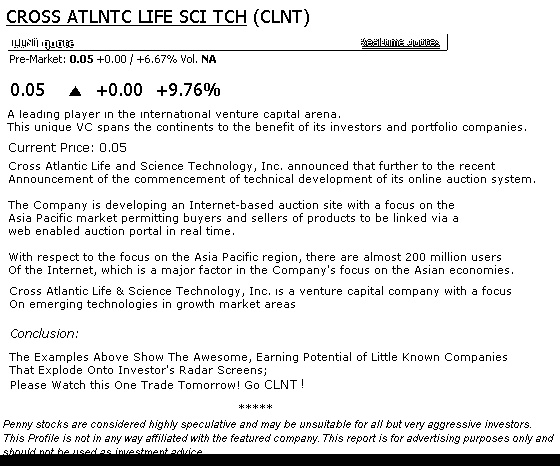 CROSS ATLNTC LIFE SCI TCH (CLNT)
quote Real-time quotes
Pre-Market: 0.05 +0.00 / +6.67% Vol. NA
0.05 ▲ +0.00 +9.76%
A leading player in the international venture capital arena.
This unique VC spans the continents to the benefit of its investors and portfolio companies.
Current Price: 0.05
Cross Atlantic Life and Science Technology, Inc. announced that further to the recent
Announcement of the commencement of technical development of its online auction system.
The Company is developing an Internet-based auction site with a focus on the
Asia Pacific market permitting buyers and sellers of products to be linked via a
web enabled auction portal in real time.
With respect to the focus on the Asia Pacific region, there are almost 200 million users
Of the Internet, which is a major factor in the Company's focus on the Asian economies.
Cross Atlantic Life & Science Technology, Inc. is a venture capital company with a focus
On emerging technologies in growth market areas
Conclusion:
The Examples Above Show The Awesome, Earning Potential of Little Known Companies
That Explode Onto Investor's Radar Screens;
Please Watch this One Trade Tomorrow! Go CLNT !
*****
Penny stocks are considered highly speculative and may be unsuitable for all but very aggressive investors.
This Profile is not in any way affiliated with the featured company. This report is for advertising purposes only and
should not be used as investment advice